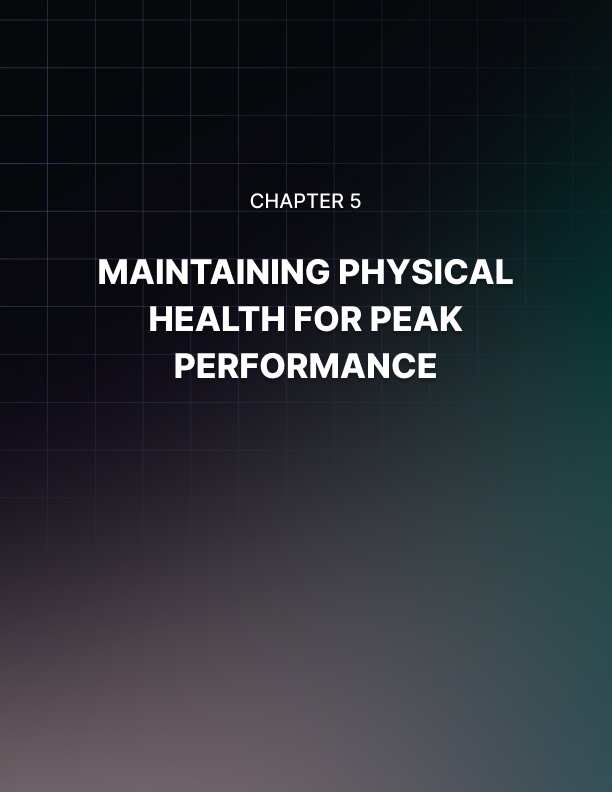 CHAPTER 5
MAINTAINING PHYSICAL
HEALTH FOR PEAK
PERFORMANCE